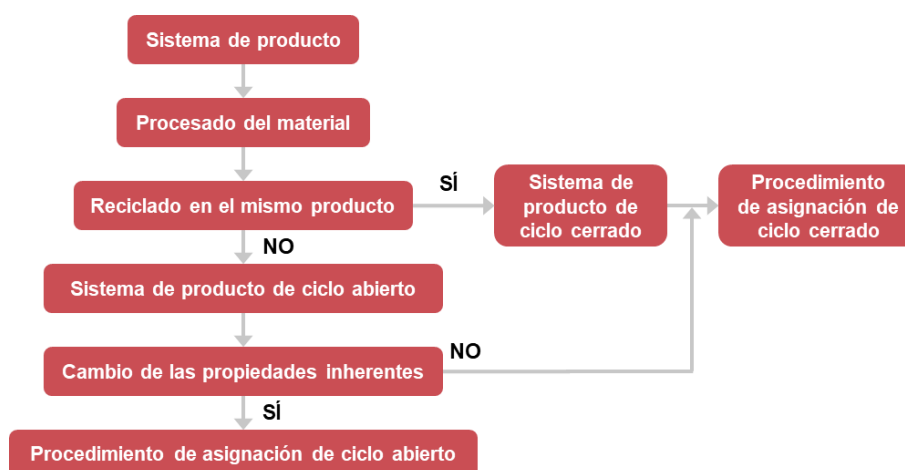 Sistema de producto
Procesado del material
Reciclado en el mismo producto
SÍ
Sistema de
producto de
ciclo cerrado
Procedimiento
de asignación de
ciclo cerrado
NO
Sistema de producto de ciclo abierto
Cambio de las propiedades inherentes
NO
SÍ
Procedimiento de asignación de ciclo abierto